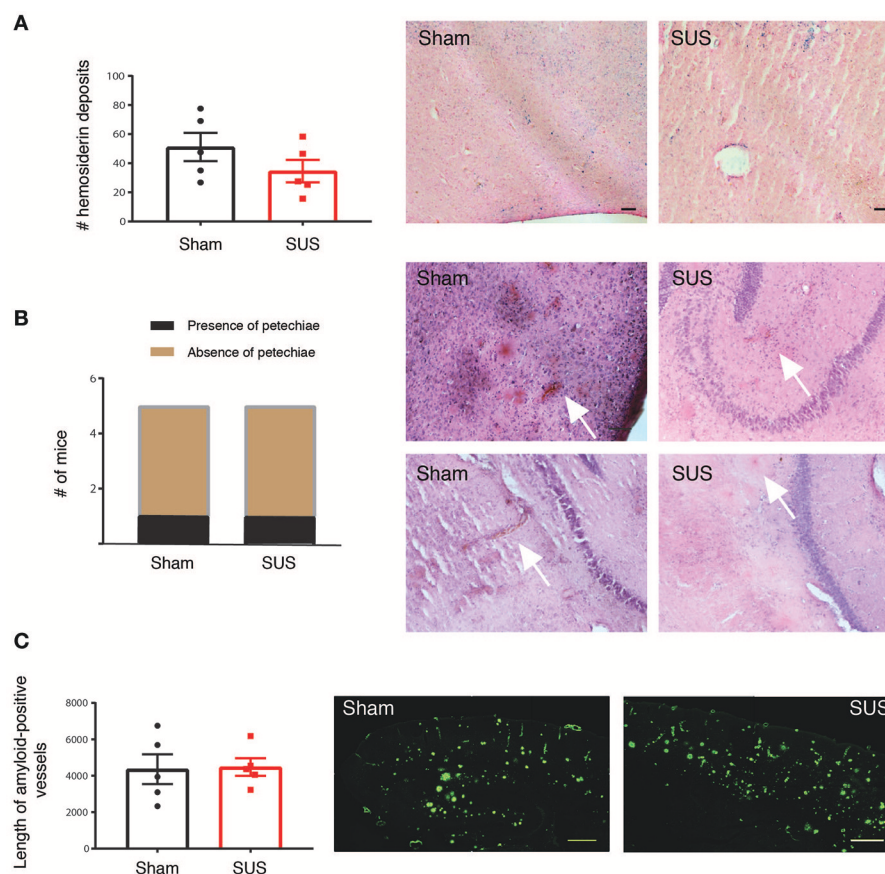 A
# hemosiderin deposits
100
80
60
40
20
0
Sham
SUS
Sham
SUS
B
Presence of petechiae
Absence of petechiae
# of mice
6
4
2
Sham
SUS
Sham
SUS
Sham
SUS
C
Length of amyloid-positive
vessels
8000
6000
4000
2000
0
Sham
SUS
Sham
SUS